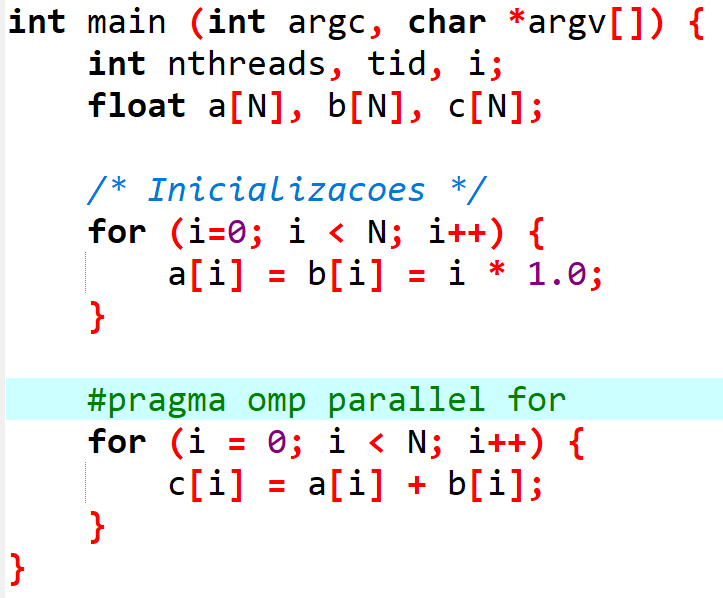 int main (int argc, char *argv[]) {
    int nthreads, tid, i;
    float a[N], b[N], c[N];

    /* Inicializacoes */
    for (i=0; i < N; i++) {
        a[i] = b[i] = i * 1.0;
    }

    #pragma omp parallel for
    for (i = 0; i < N; i++) {
        c[i] = a[i] + b[i];
    }
}